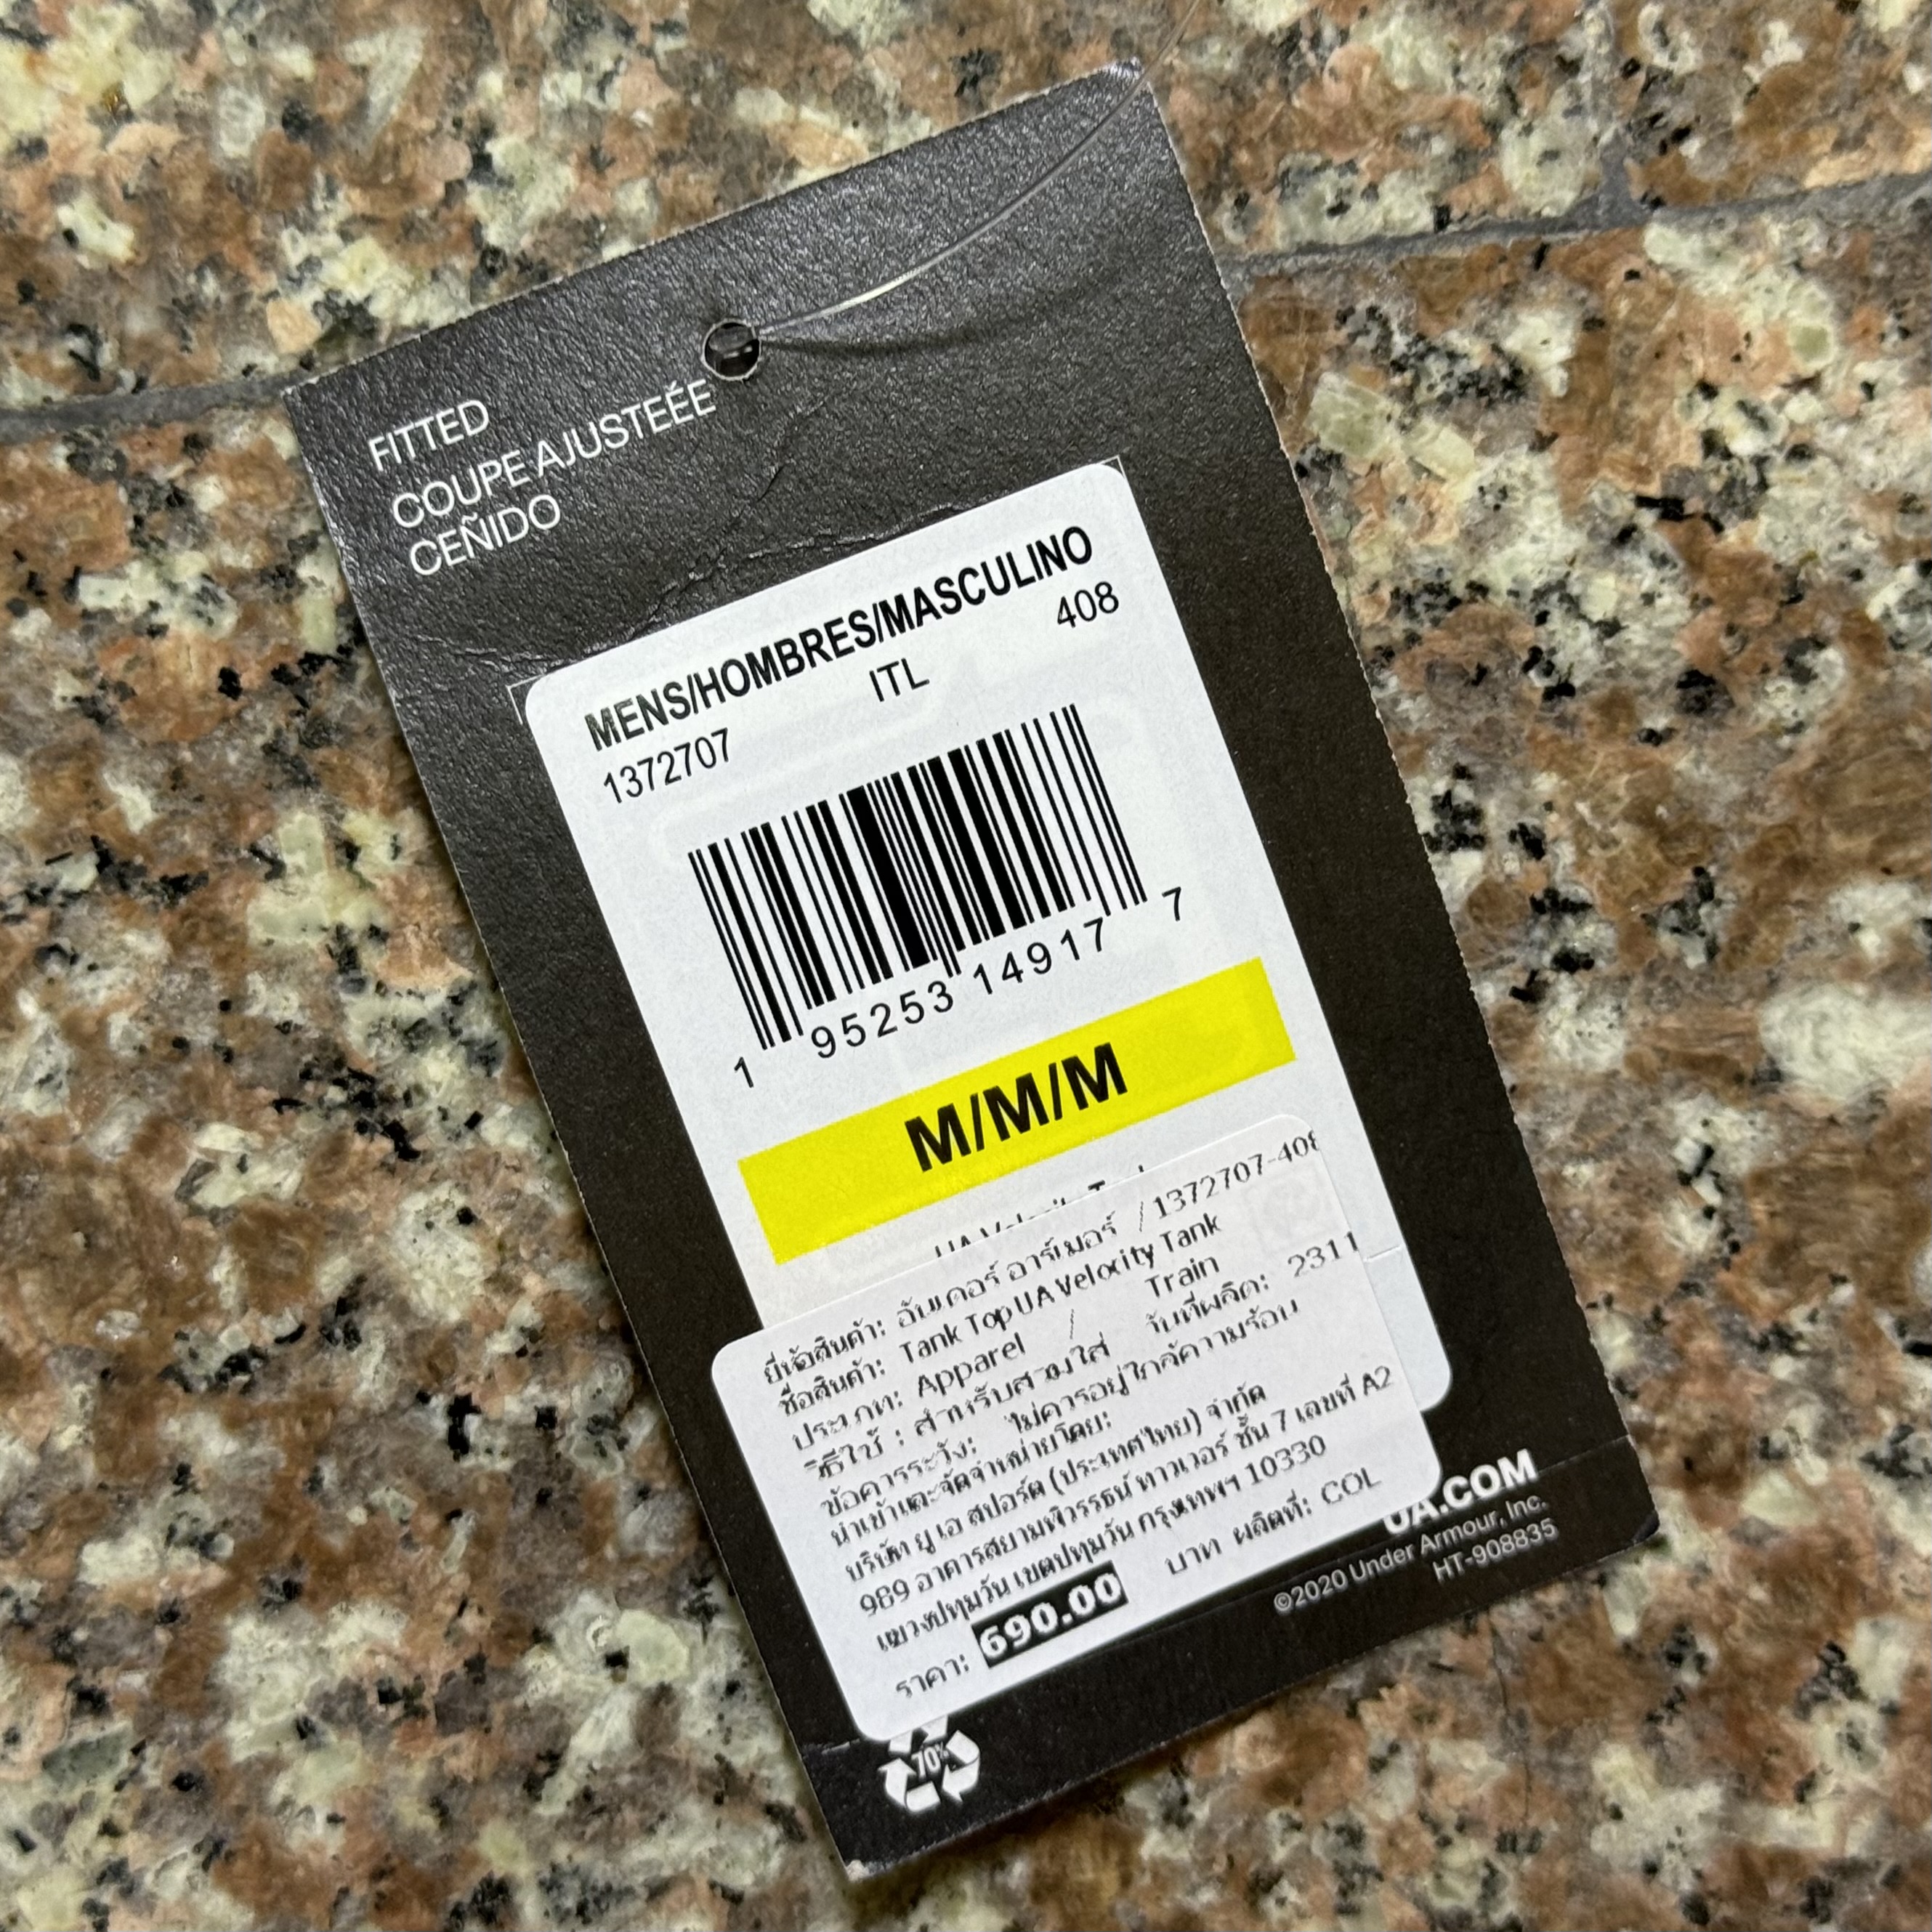 FITTED
COUPE AJUSTEÉE
CEÑIDO
MENS/HOMBRES/MASCULINO
1372707 ITL 408
1 95253 14917 7
M/M/M
UA Velocity Tank
ยี่ห้อสินค้า: อันเดอร์ อาร์เมอร์ / 1372707-408
ชื่อสินค้า: Tank Top UA Velocity Tank
ประเภท: Apparel / Train
วิธีใช้ : สำหรับสวมใส่ วันที่ผลิต: 2311
ข้อควรระวัง: ไม่ควรอยู่ใกล้ความร้อน
นำเข้าและจัดจำหน่ายโดย:
บริษัท ยู เอ สปอร์ต (ประเทศไทย) จำกัด
989 อาคารสยามพิวรรธน์ ทาวเวอร์ ชั้น 7 เลขที่ A2
แขวงปทุมวัน เขตปทุมวัน กรุงเทพฯ 10330
ราคา: 690.00 บาท ผลิตที่: COL
UA.COM
©2020 Under Armour, Inc.
HT-908835
70%